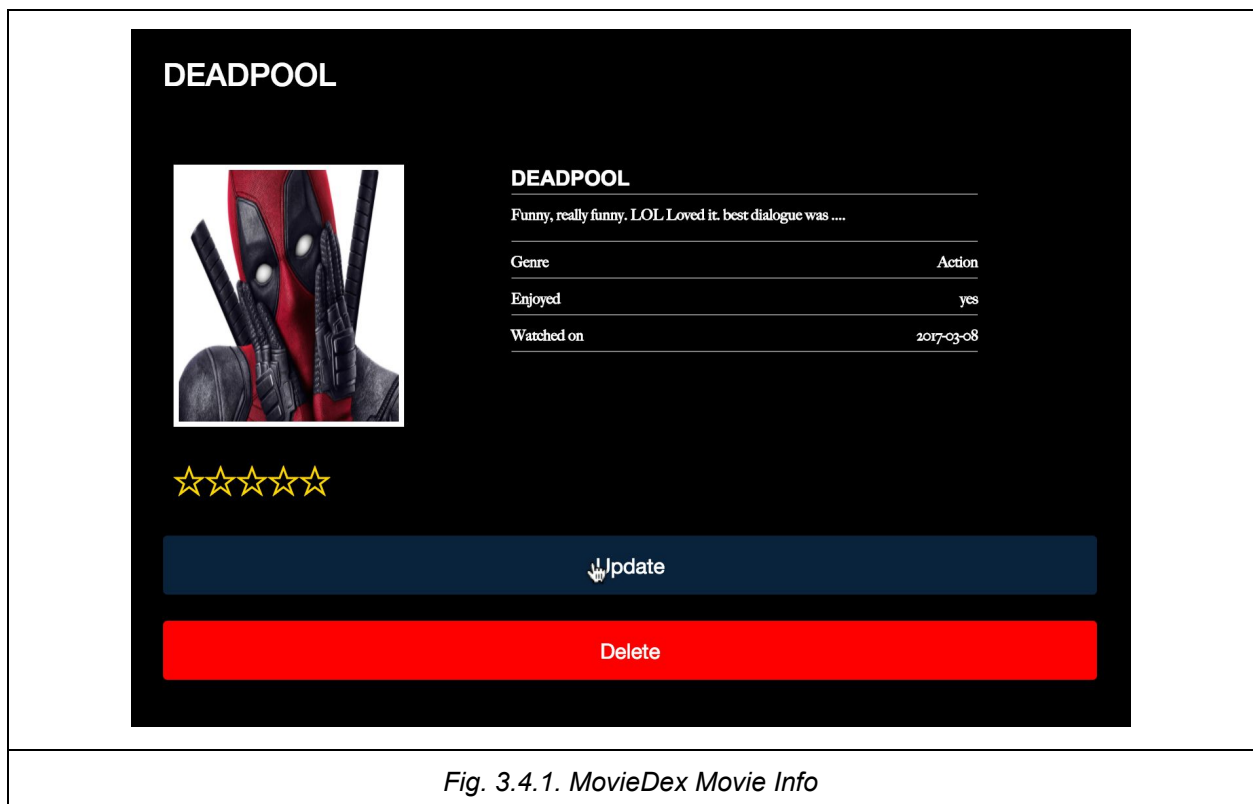 DEADPOOL
DEADPOOL
Funny, really funny. LOL Loved it. best dialogue was ....
Genre Action
Enjoyed yes
Watched on 2017-03-08
Update
Delete
Fig. 3.4.1. MovieDex Movie Info